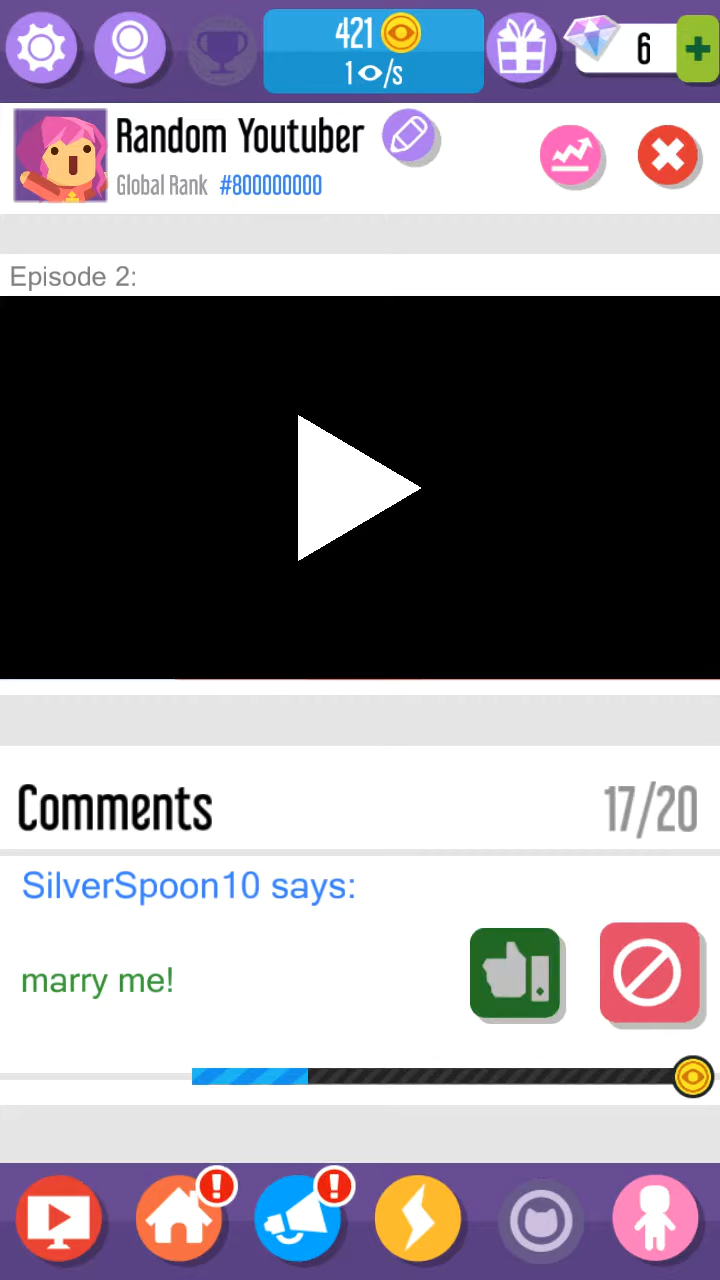 421
1 /s
6
+
Random Youtuber
Global Rank #800000000
Episode 2:
Comments 17/20
SilverSpoon10 says:
marry me!
!
!